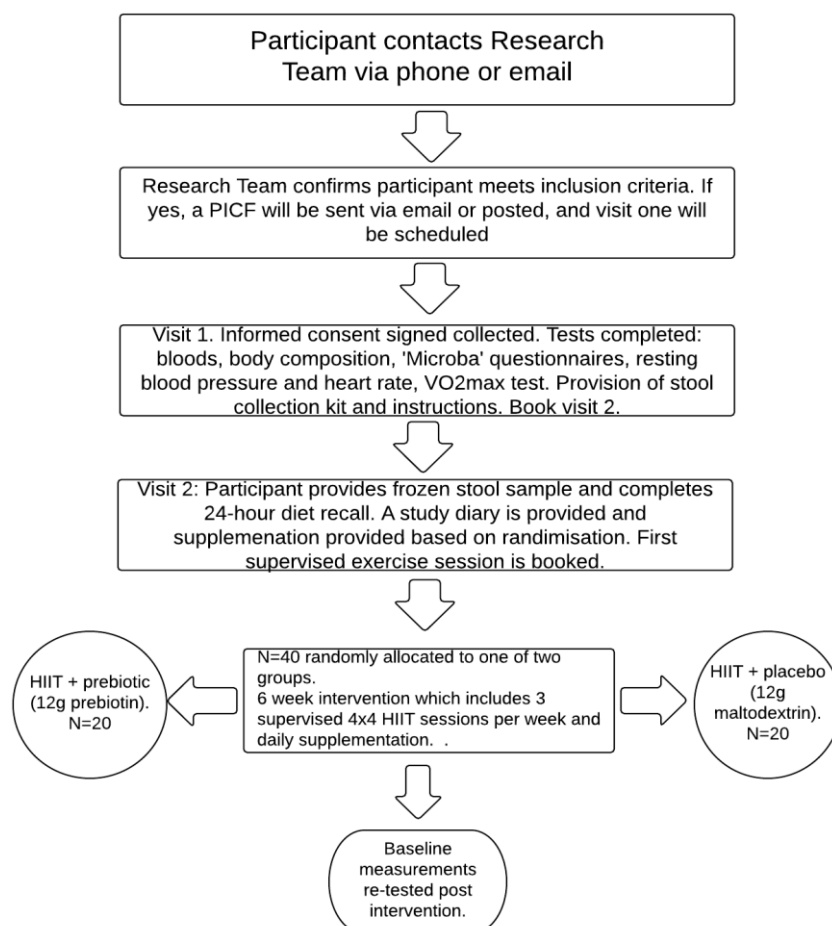 Participant contacts Research
Team via phone or email
Research Team confirms participant meets inclusion criteria. If
yes, a PICF will be sent via email or posted, and visit one will
be scheduled
Visit 1. Informed consent signed collected. Tests completed:
bloods, body composition, 'Microba' questionnaires, resting
blood pressure and heart rate, VO2max test. Provision of stool
collection kit and instructions. Book visit 2.
Visit 2: Participant provides frozen stool sample and completes
24-hour diet recall. A study diary is provided and
supplemenation provided based on randimisation. First
supervised exercise session is booked.
HIIT + prebiotic
(12g prebiotin).
N=20
N=40 randomly allocated to one of two
groups.
6 week intervention which includes 3
supervised 4x4 HIIT sessions per week and
daily supplementation. .
HIIT + placebo
(12g
maltodextrin).
N=20
Baseline
measurements
re-tested post
intervention.